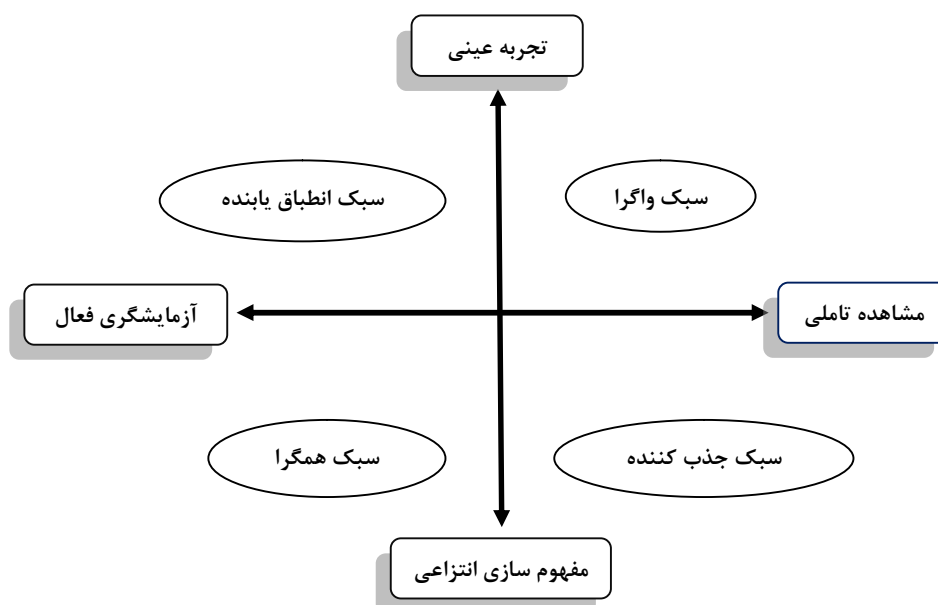 تجربه عینی
سبک واگرا
سبک انطباق یابنده
مشاهده تاملی
آزمایشگری فعال
سبک جذب کننده
سبک همگرا
مفهوم سازی انتزاعی